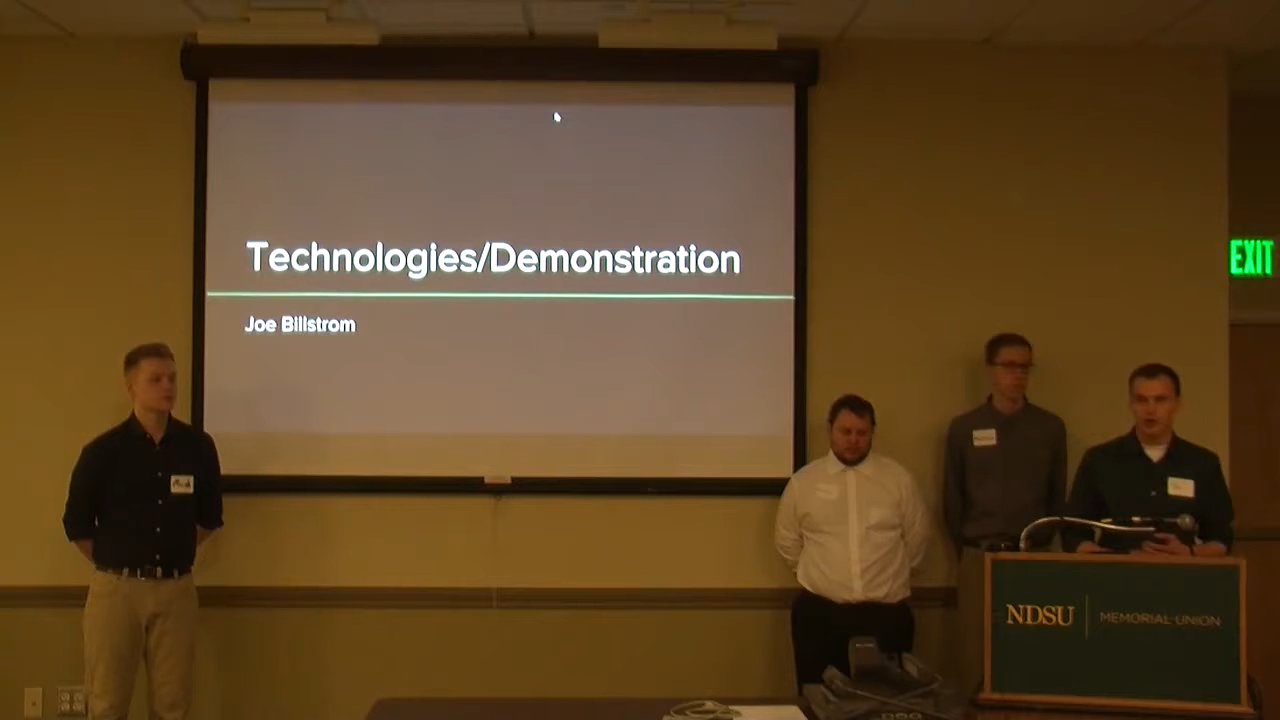 Technologies/Demonstration
Joe Billstrom
EXIT
NDSU | MEMORIAL UNION